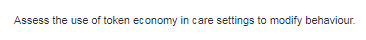 Assess the use of token economy in care settings to modify behaviour.